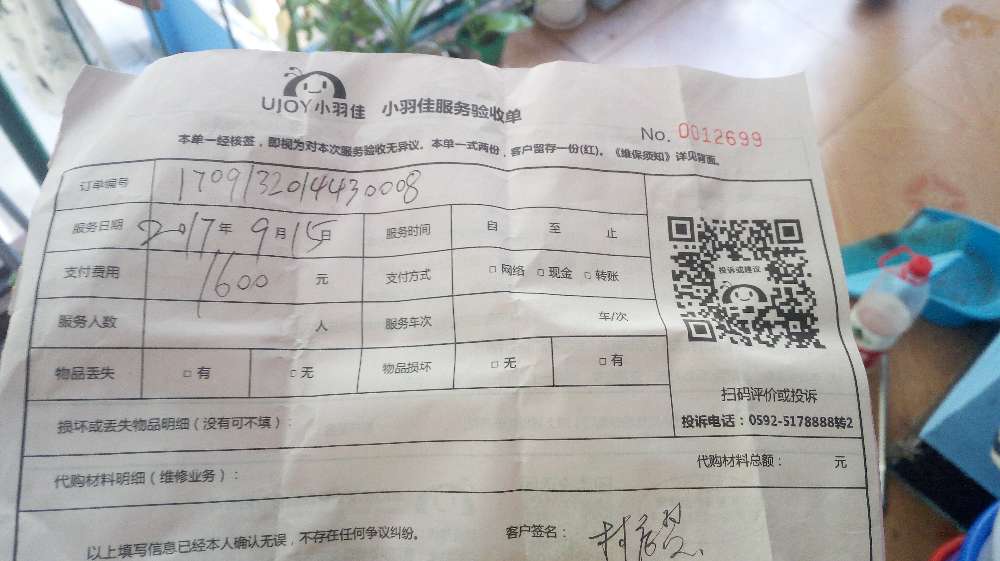 UJOY小羽佳 小羽佳服务验收单
No. 0012699
本单一经核签，即视为对本次服务验收无异议。本单一式两份，客户留存一份(红)。《维保须知》详见背面。
订单编号 1709132014430008
服务日期 2017年9月15日 服务时间 自 至 止
支付费用 1600 元 支付方式 □网络 □现金 □转账
投诉或建议
服务人数 人 服务车次 车/次
物品丢失 □有 □无 物品损坏 □无 □有
扫码评价或投诉
投诉电话：0592-5178888转2
损坏或丢失物品明细（没有可不填）：
代购材料明细（维修业务）： 代购材料总额： 元
以上填写信息已经本人确认无误，不存在任何争议纠纷。 客户签名：